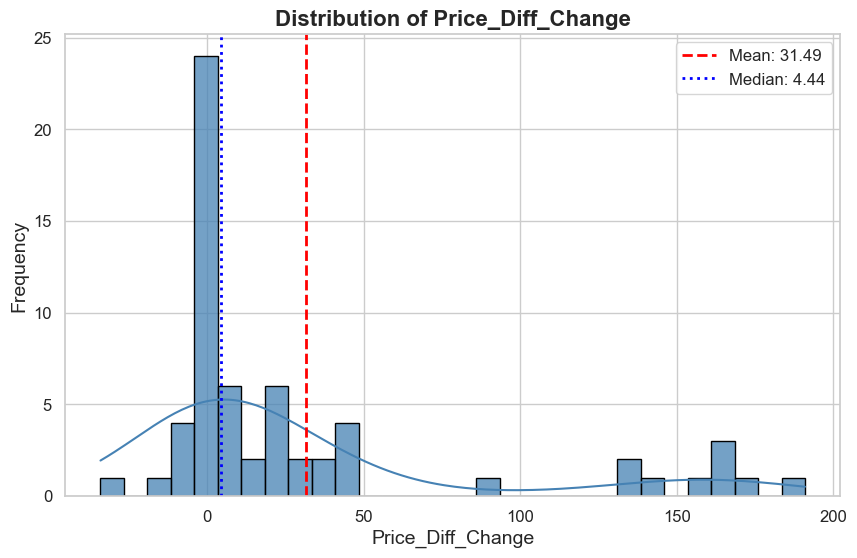 Distribution of Price_Diff_Change
Mean: 31.49
Median: 4.44
Frequency
25
20
15
10
5
0
0 50 100 150 200
Price_Diff_Change